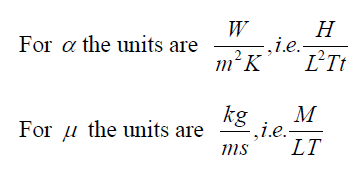 For α the units are W/m²K, i.e. H/L²Tt
For μ the units are kg/ms, i.e. M/LT